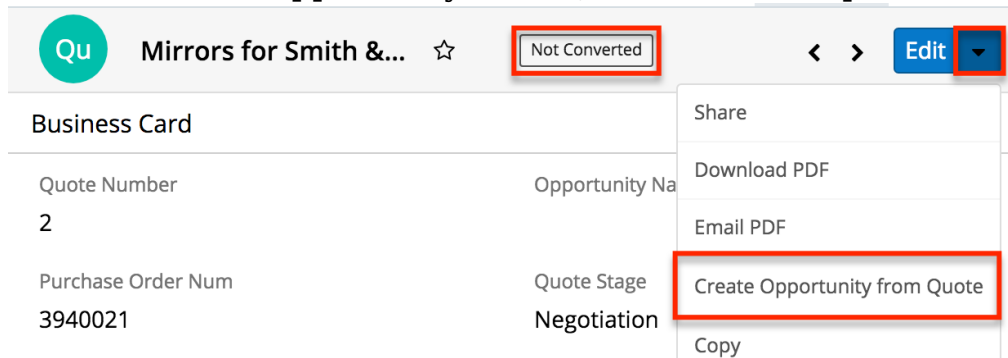 Qu Mirrors for Smith &... Not Converted Edit
Share
Business Card
Download PDF
Quote Number Opportunity Na
2
Email PDF
Purchase Order Num Quote Stage Create Opportunity from Quote
3940021 Negotiation
Copy